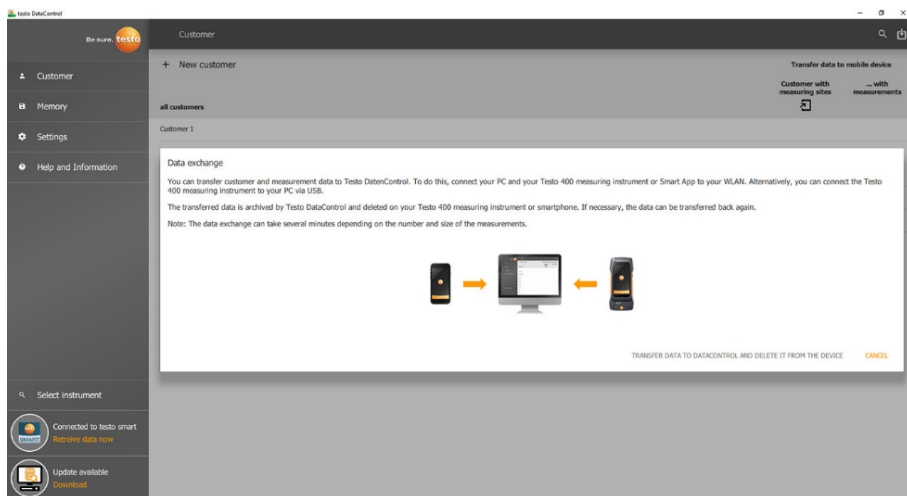 testo DataControl
Be sure. testo
Customer
Customer
Memory
Settings
Help and Information
+ New customer
Transfer data to mobile device
Customer with
measuring sites
... with
measurements
all customers
Customer 1
Data exchange
You can transfer customer and measurement data to Testo DatenControl. To do this, connect your PC and your Testo 400 measuring instrument or Smart App to your WLAN. Alternatively, you can connect the Testo
400 measuring instrument to your PC via USB.
The transferred data is archived by Testo DataControl and deleted on your Testo 400 measuring instrument or smartphone. If necessary, the data can be transferred back again.
Note: The data exchange can take several minutes depending on the number and size of the measurements.
TRANSFER DATA TO DATACONTROL AND DELETE IT FROM THE DEVICE
CANCEL
Select instrument
SMART
Connected to testo smart
Retreive data now
Update available
Download